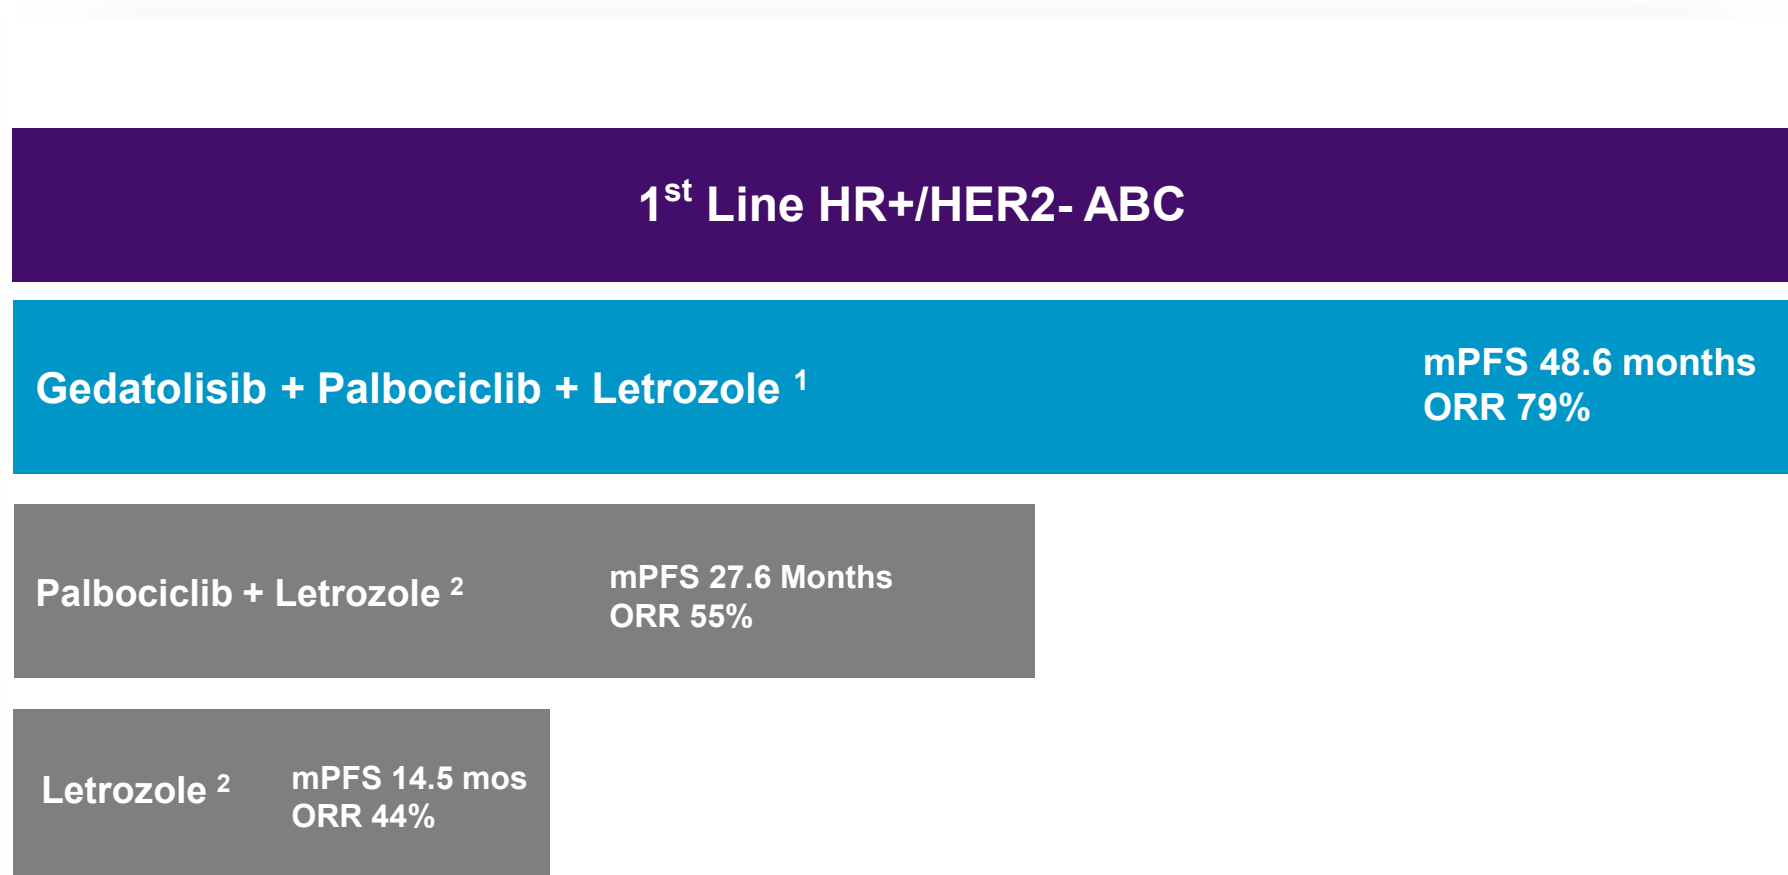 1st Line HR+/HER2- ABC
Gedatolisib + Palbociclib + Letrozole 1
mPFS 48.6 months
ORR 79%
Palbociclib + Letrozole 2
mPFS 27.6 Months
ORR 55%
Letrozole 2
mPFS 14.5 mos
ORR 44%